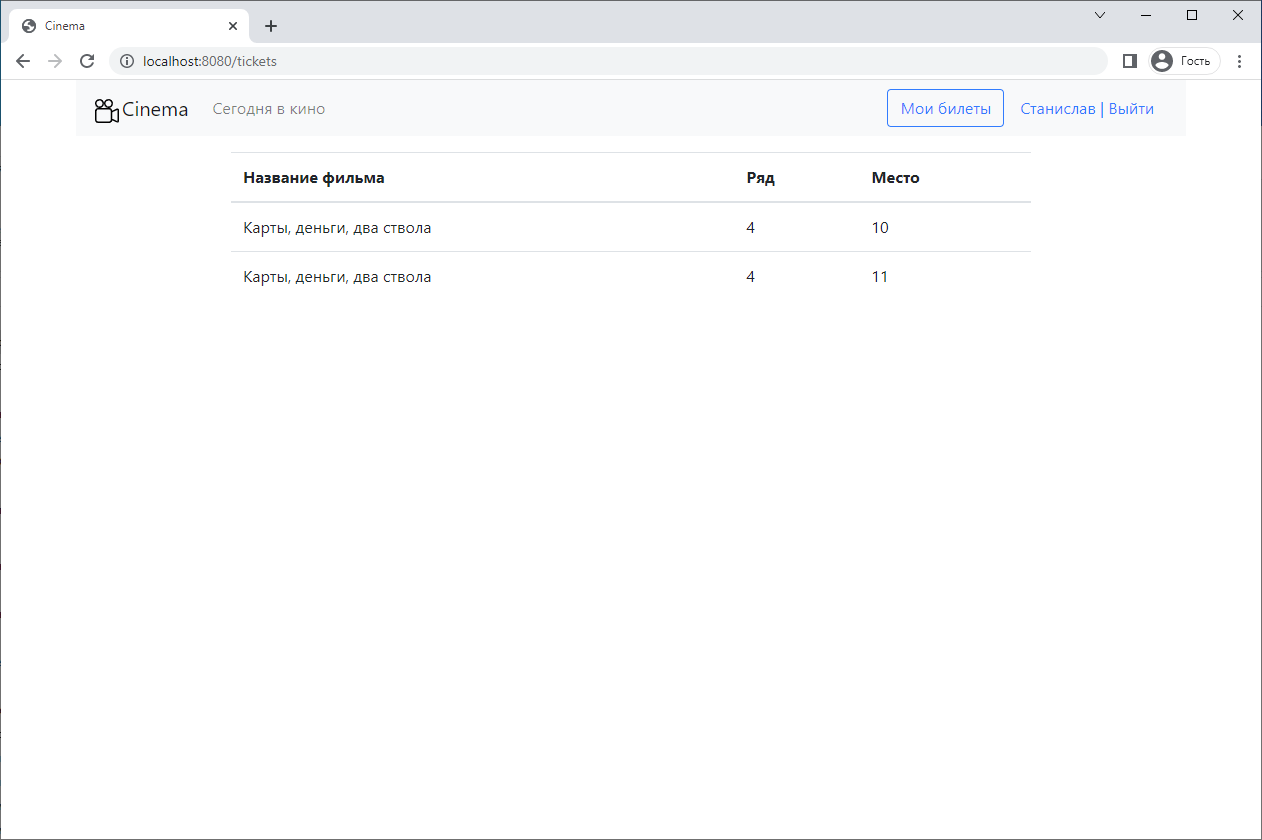 Cinema
localhost:8080/tickets
Гость
Cinema Сегодня в кино Мои билеты Станислав | Выйти
Название фильма Ряд Место
Карты, деньги, два ствола 4 10
Карты, деньги, два ствола 4 11